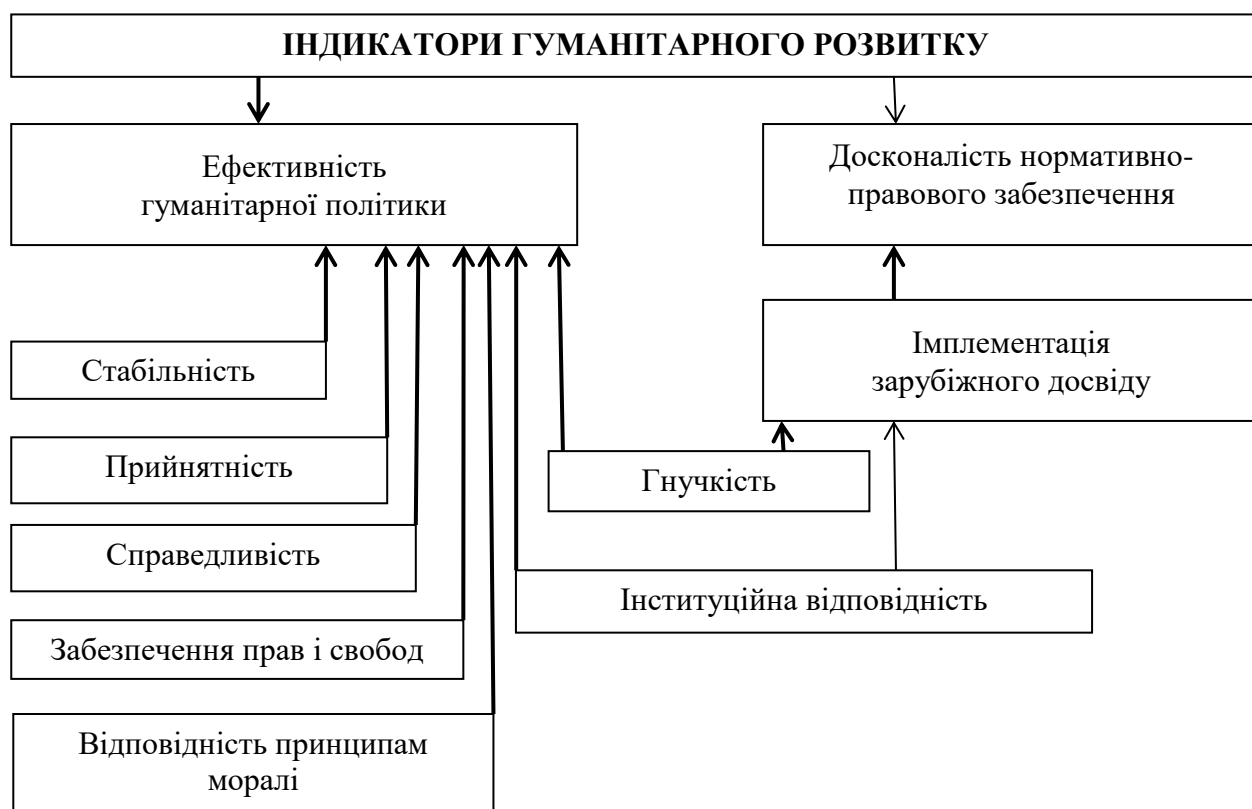 ІНДИКАТОРИ ГУМАНІТАРНОГО РОЗВИТКУ
Ефективність
гуманітарної політики
Досконалість нормативно-
правового забезпечення
Імплементація
зарубіжного досвіду
Стабільність
Прийнятність
Гнучкість
Справедливість
Інституційна відповідність
Забезпечення прав і свобод
Відповідність принципам
моралі